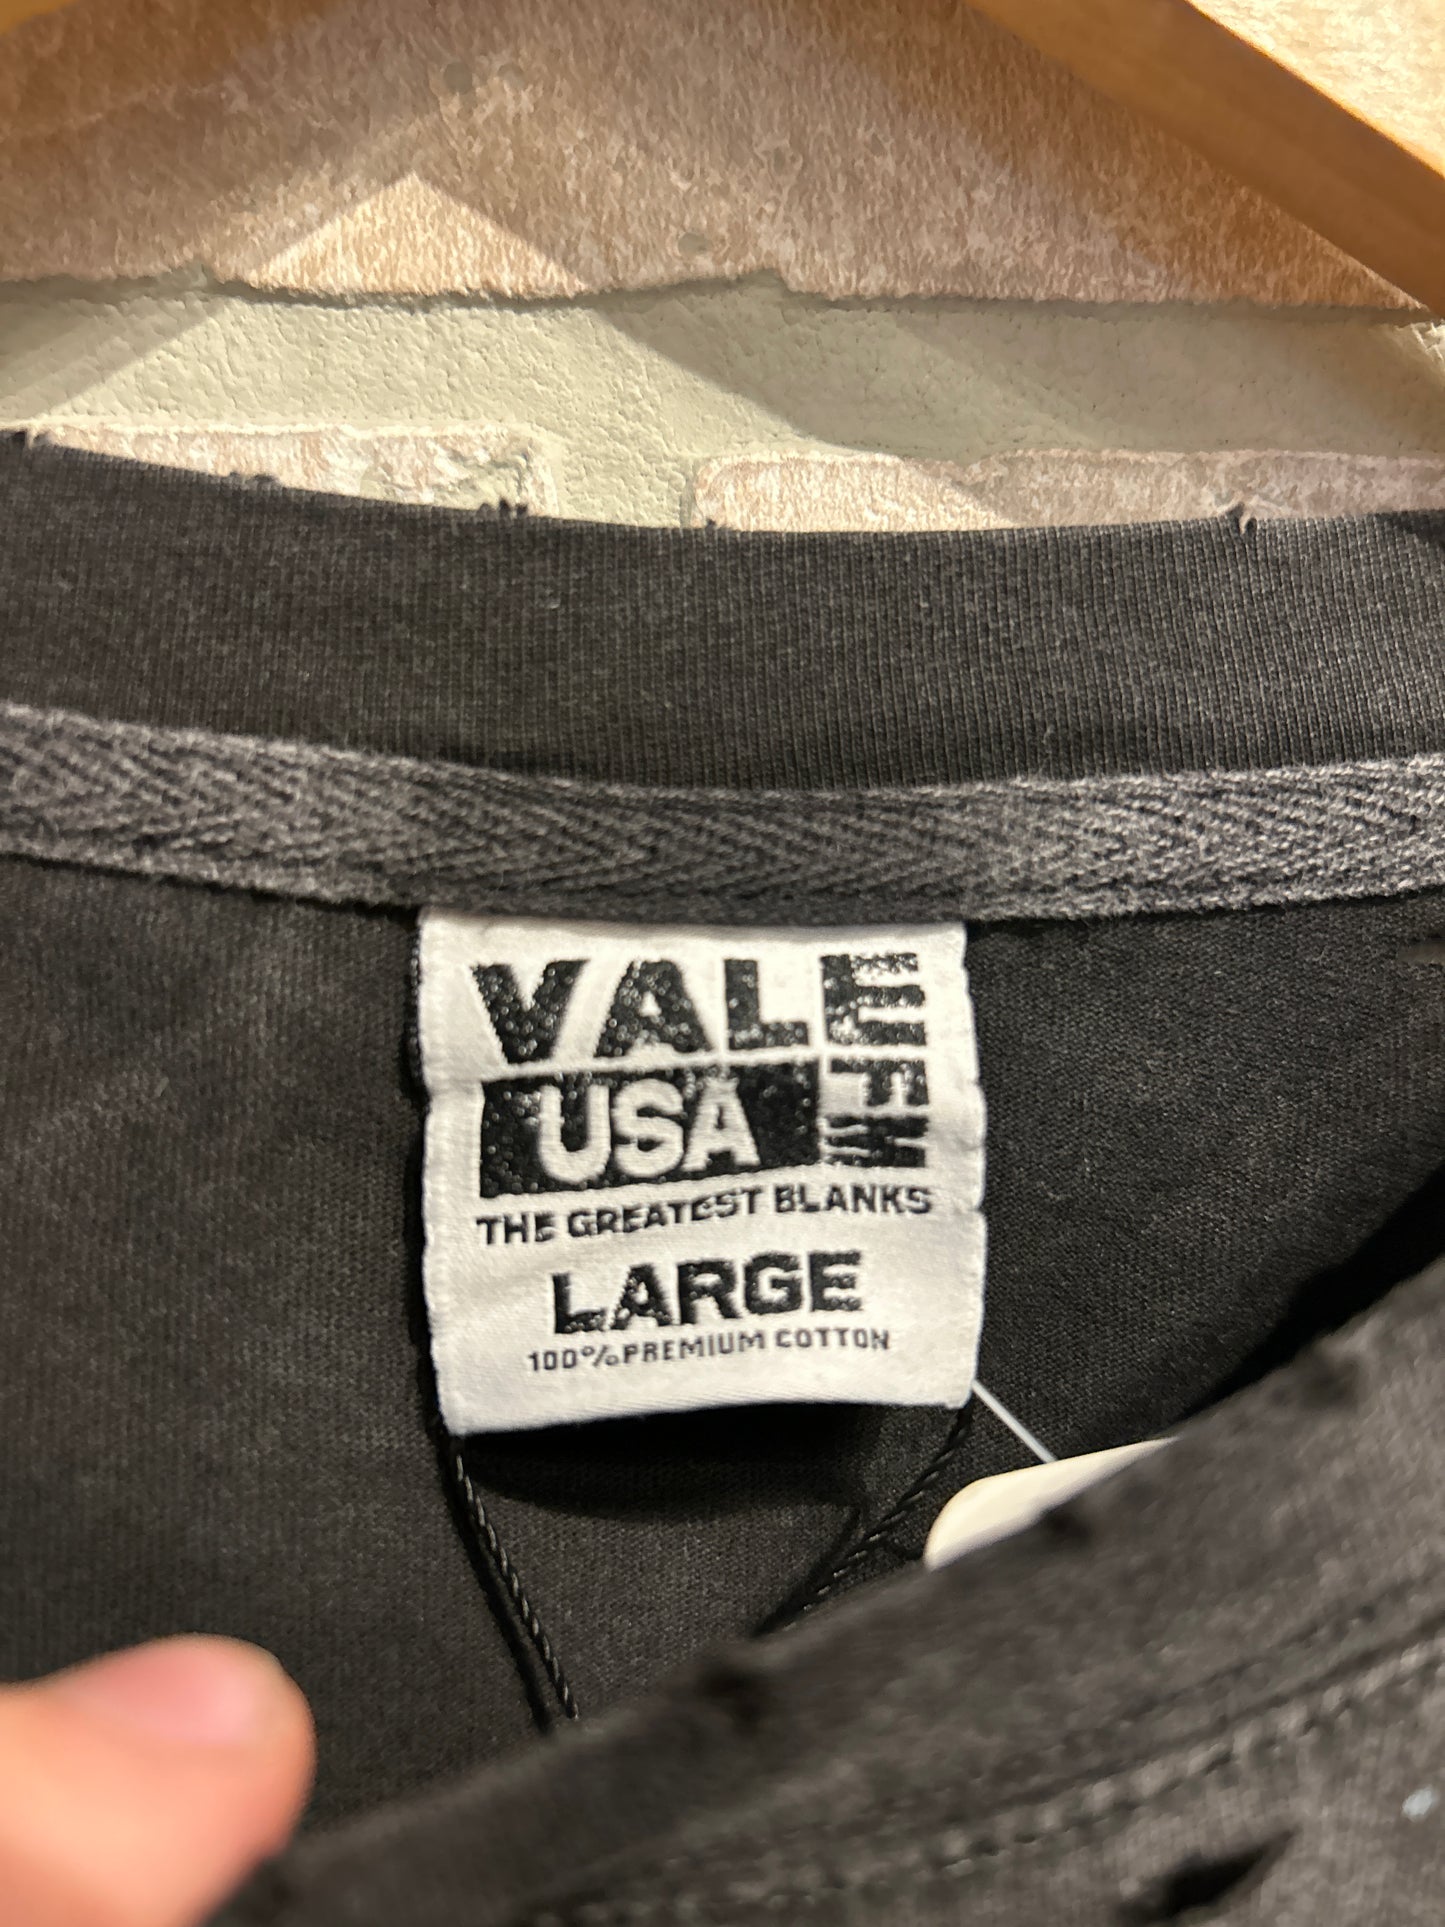 VALE
USA
THE GREATEST BLANKS
LARGE
100% PREMIUM COTTON